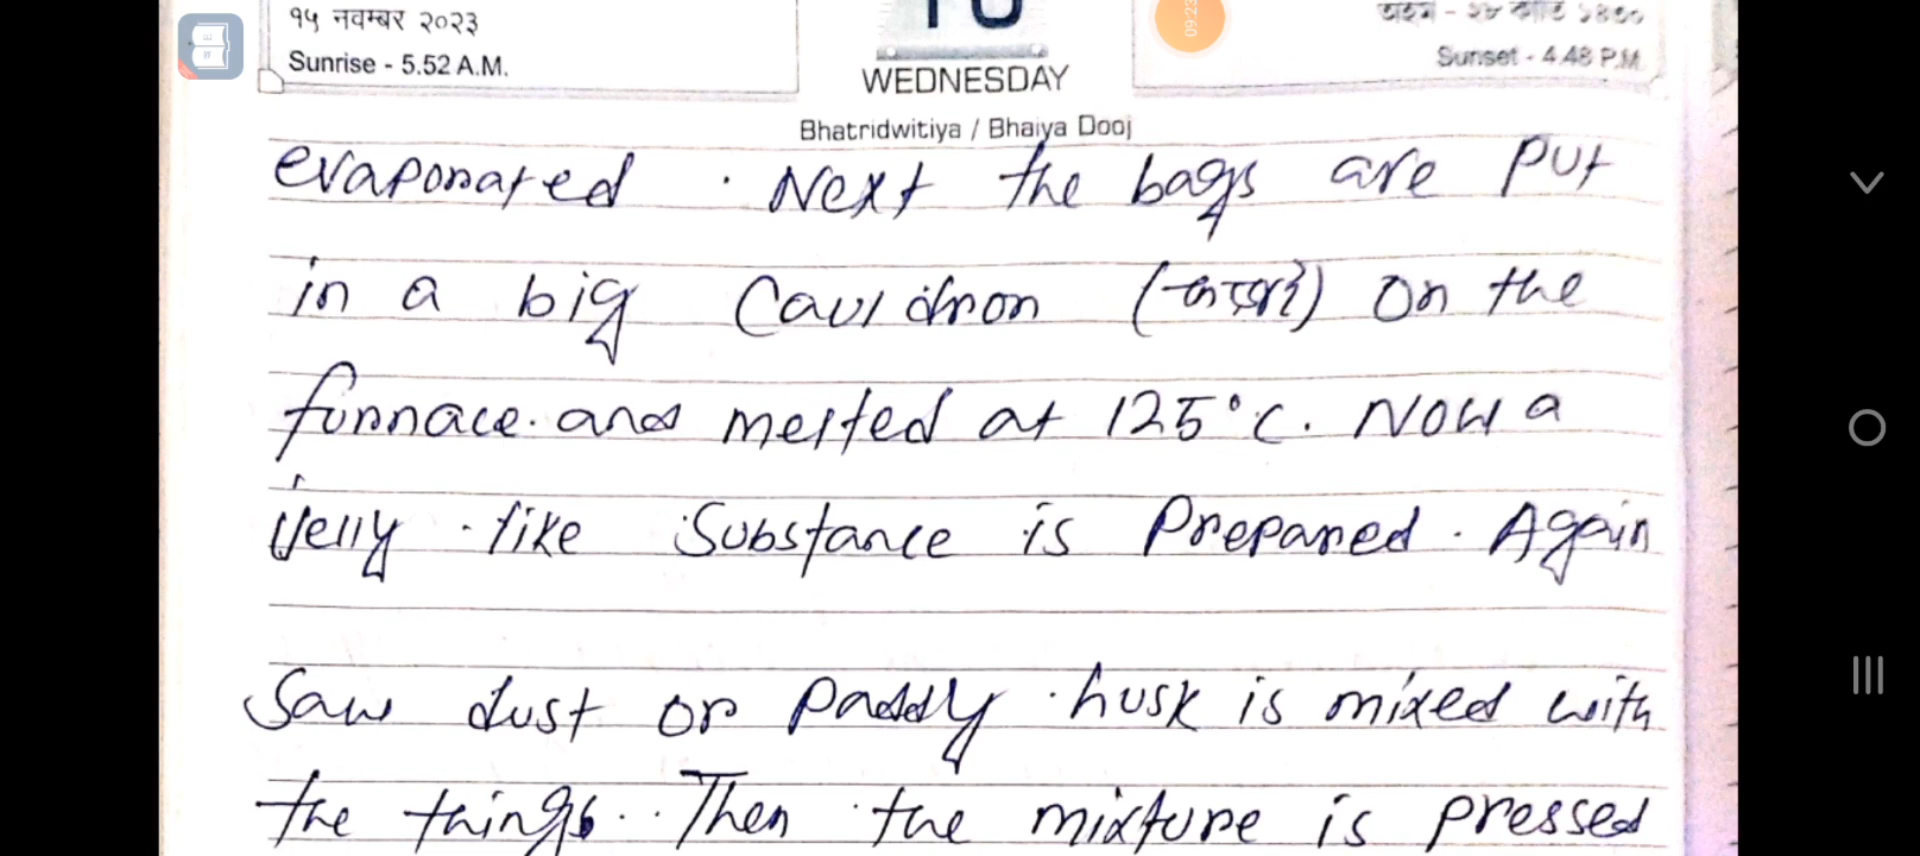 १५ नवम्बर २०२३
Sunrise - 5.52 A.M.
WEDNESDAY
Sunset - 4.48 P.M.
09:23
Bhatridwitiya / Bhaiya Dooj
evaporated. Next the bags are put
in a big Cauldron on the
furnace. and melted at 125°C. Now a
jelly-like Substance is Prepared. Again
Saw dust or Paddy husk is mixed with
the things. Then the mixture is pressed